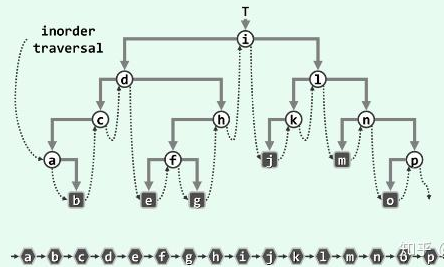 T
inorder
traversal
i
d l
c h k n
a f j m p
b e g o
a b c d e f g h i j k l m n o p
知乎 @